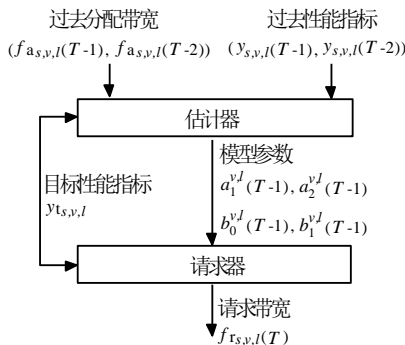 过去分配带宽
(fa_{s,v,l}(T-1), fa_{s,v,l}(T-2))
过去性能指标
(y_{s,v,l}(T-1), y_{s,v,l}(T-2))
估计器
目标性能指标
yt_{s,v,l}
模型参数
a_1^{v,l}(T-1), a_2^{v,l}(T-1)
b_0^{v,l}(T-1), b_1^{v,l}(T-1)
请求器
请求带宽
fr_{s,v,l}(T)